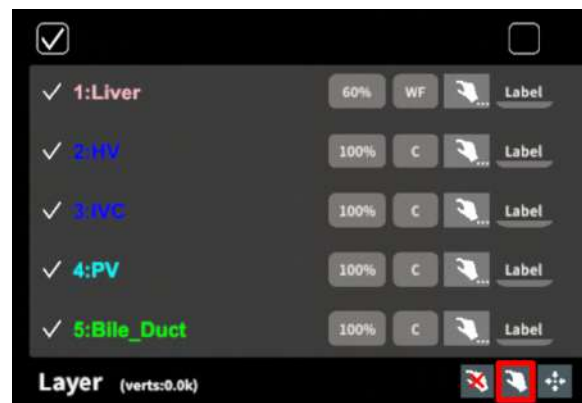 1:Liver 60% WF Label
2:HV 100% C Label
3:IVC 100% C Label
4:PV 100% C Label
5:Bile_Duct 100% C Label
Layer (verts:0.0k)